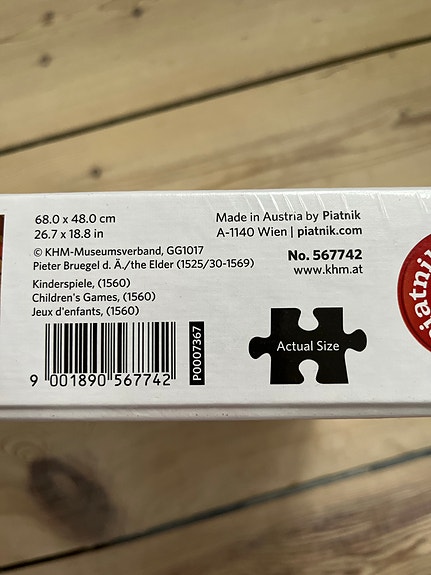 68.0 x 48.0 cm
26.7 x 18.8 in
© KHM-Museumsverband, GG1017
Pieter Bruegel d. Ä./the Elder (1525/30-1569)
Kinderspiele, (1560)
Children's Games, (1560)
Jeux d'enfants, (1560)
9 001890 567742
P0007367
Made in Austria by Piatnik
A-1140 Wien | piatnik.com
No. 567742
www.khm.at
Actual Size